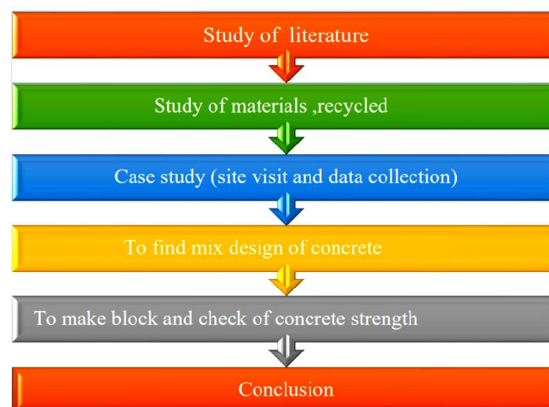 Study of literature
Study of materials ,recycled
Case study (site visit and data collection)
To find mix design of concrete
To make block and check of concrete strength
Conclusion